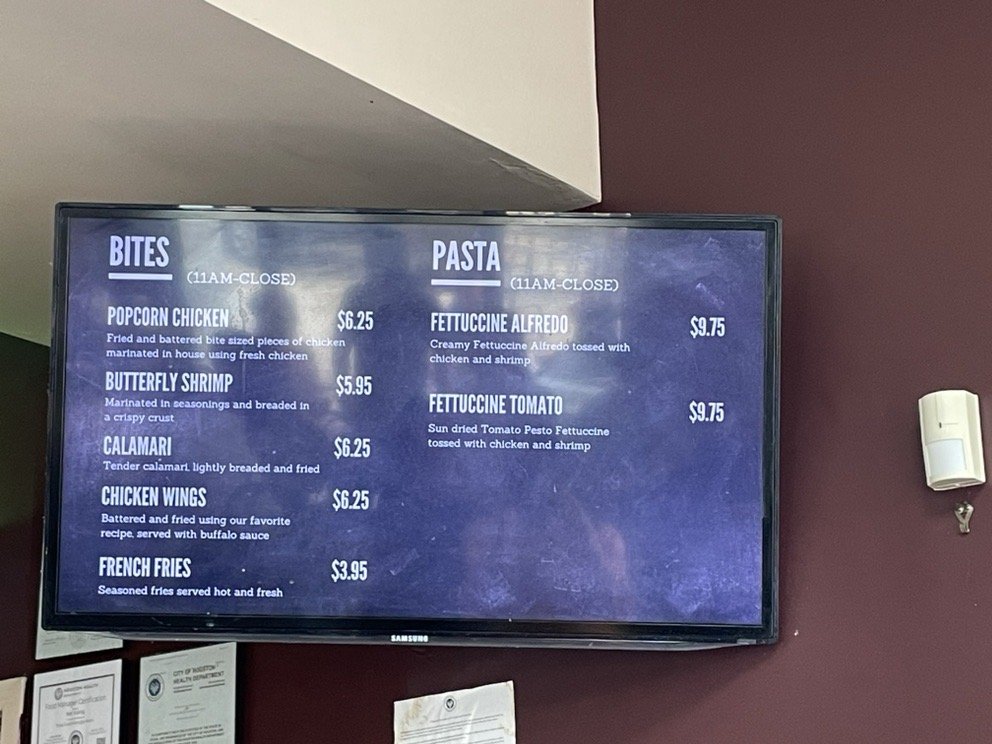 BITES
(11AM-CLOSE)
POPCORN CHICKEN $6.25
Fried and battered bite sized pieces of chicken
marinated in house using fresh chicken
BUTTERFLY SHRIMP $5.95
Marinated in seasonings and breaded in
a crispy crust
CALAMARI $6.25
Tender calamari lightly breaded and fried
CHICKEN WINGS $6.25
Battered and fried using our favorite
recipe, served with buffalo sauce
FRENCH FRIES $3.95
Seasoned fries served hot and fresh
PASTA
(11AM-CLOSE)
FETTUCCINE ALFREDO $9.75
Creamy Fettuccine Alfredo tossed with
chicken and shrimp
FETTUCCINE TOMATO $9.75
Sun dried Tomato Pesto Fettuccine
tossed with chicken and shrimp
SAMSUNG
HOUSTON HEALTH
Food Manager Certification
CITY OF HOUSTON
HEALTH DEPARTMENT